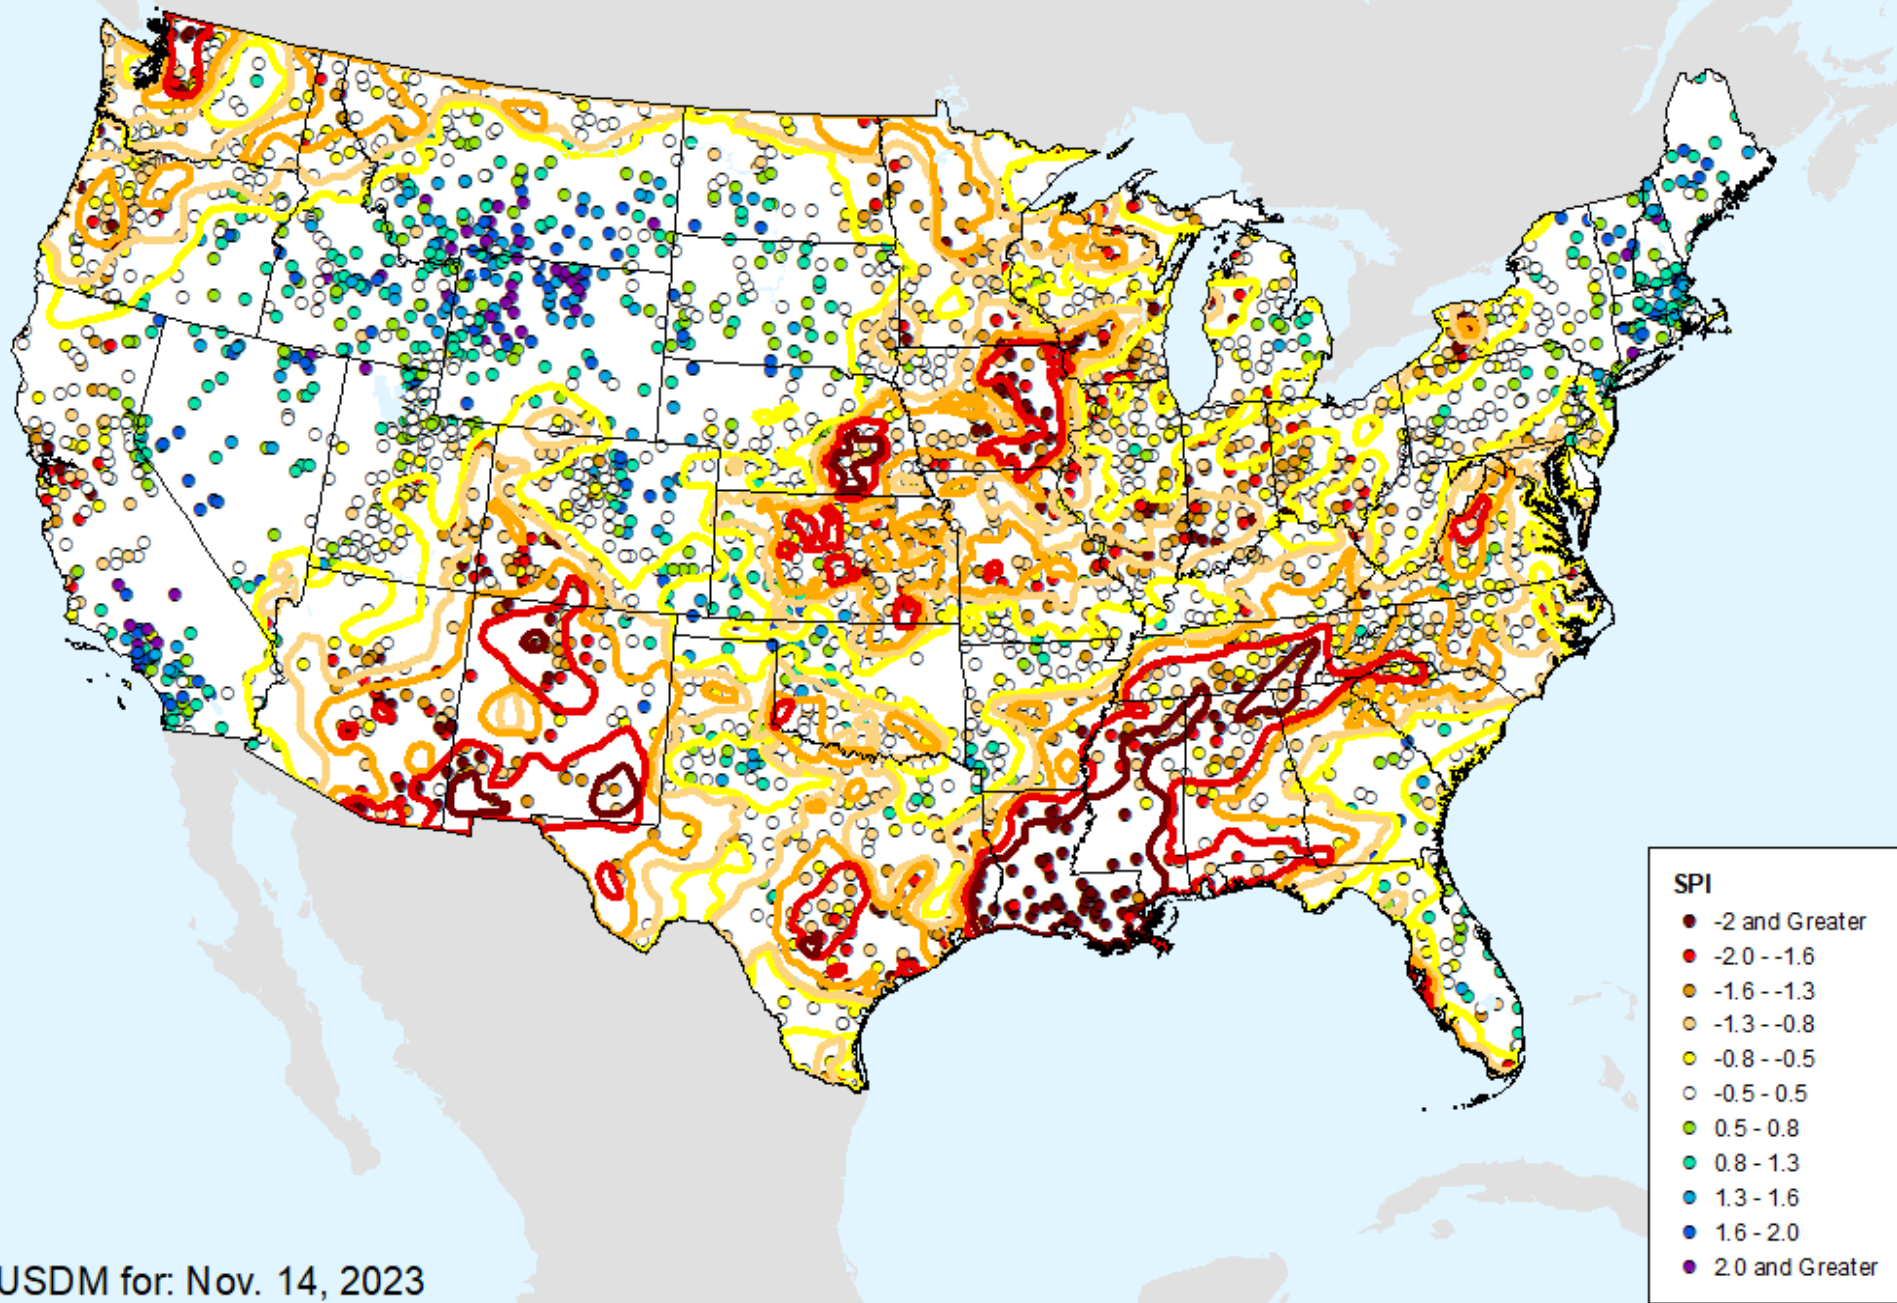 SPI
-2 and Greater
-2.0 - -1.6
-1.6 - -1.3
-1.3 - -0.8
-0.8 - -0.5
-0.5 - 0.5
0.5 - 0.8
0.8 - 1.3
1.3 - 1.6
1.6 - 2.0
2.0 and Greater
USDM for: Nov. 14, 2023